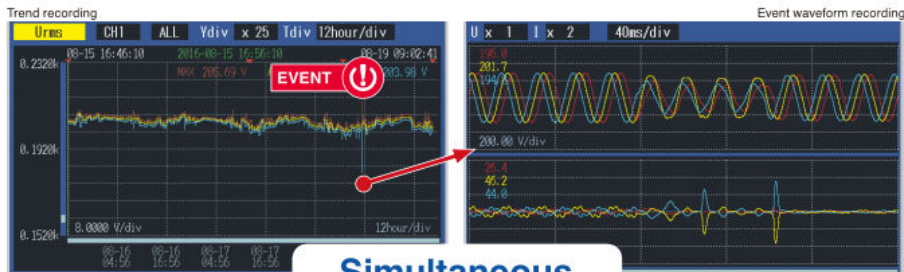 Trend recording
Event waveform recording
Urms CH1 ALL Ydiv x 25 Tdiv 12hour/div
U x 1 I x 2 40ms/div
08-15 16:46:10 2016-08-15 16:56:10 08-19 09:02:41
0.2320k
MAX 205.69 V
203.98 V
EVENT
196.0
201.7
194.
200.00 V/div
0.1920k
26.4
46.2
44.0
8.0000 V/div
12hour/div
0.1520k
08-16 08-16 08-17 08-17
04:56 16:56 04:56 16:56
Simultaneous